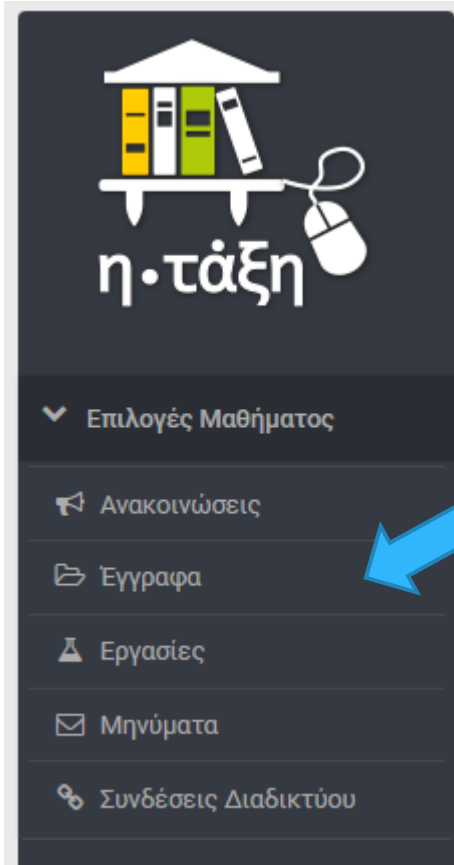 η•τάξη
Επιλογές Μαθήματος
Ανακοινώσεις
Έγγραφα
Εργασίες
Μηνύματα
Συνδέσεις Διαδικτύου